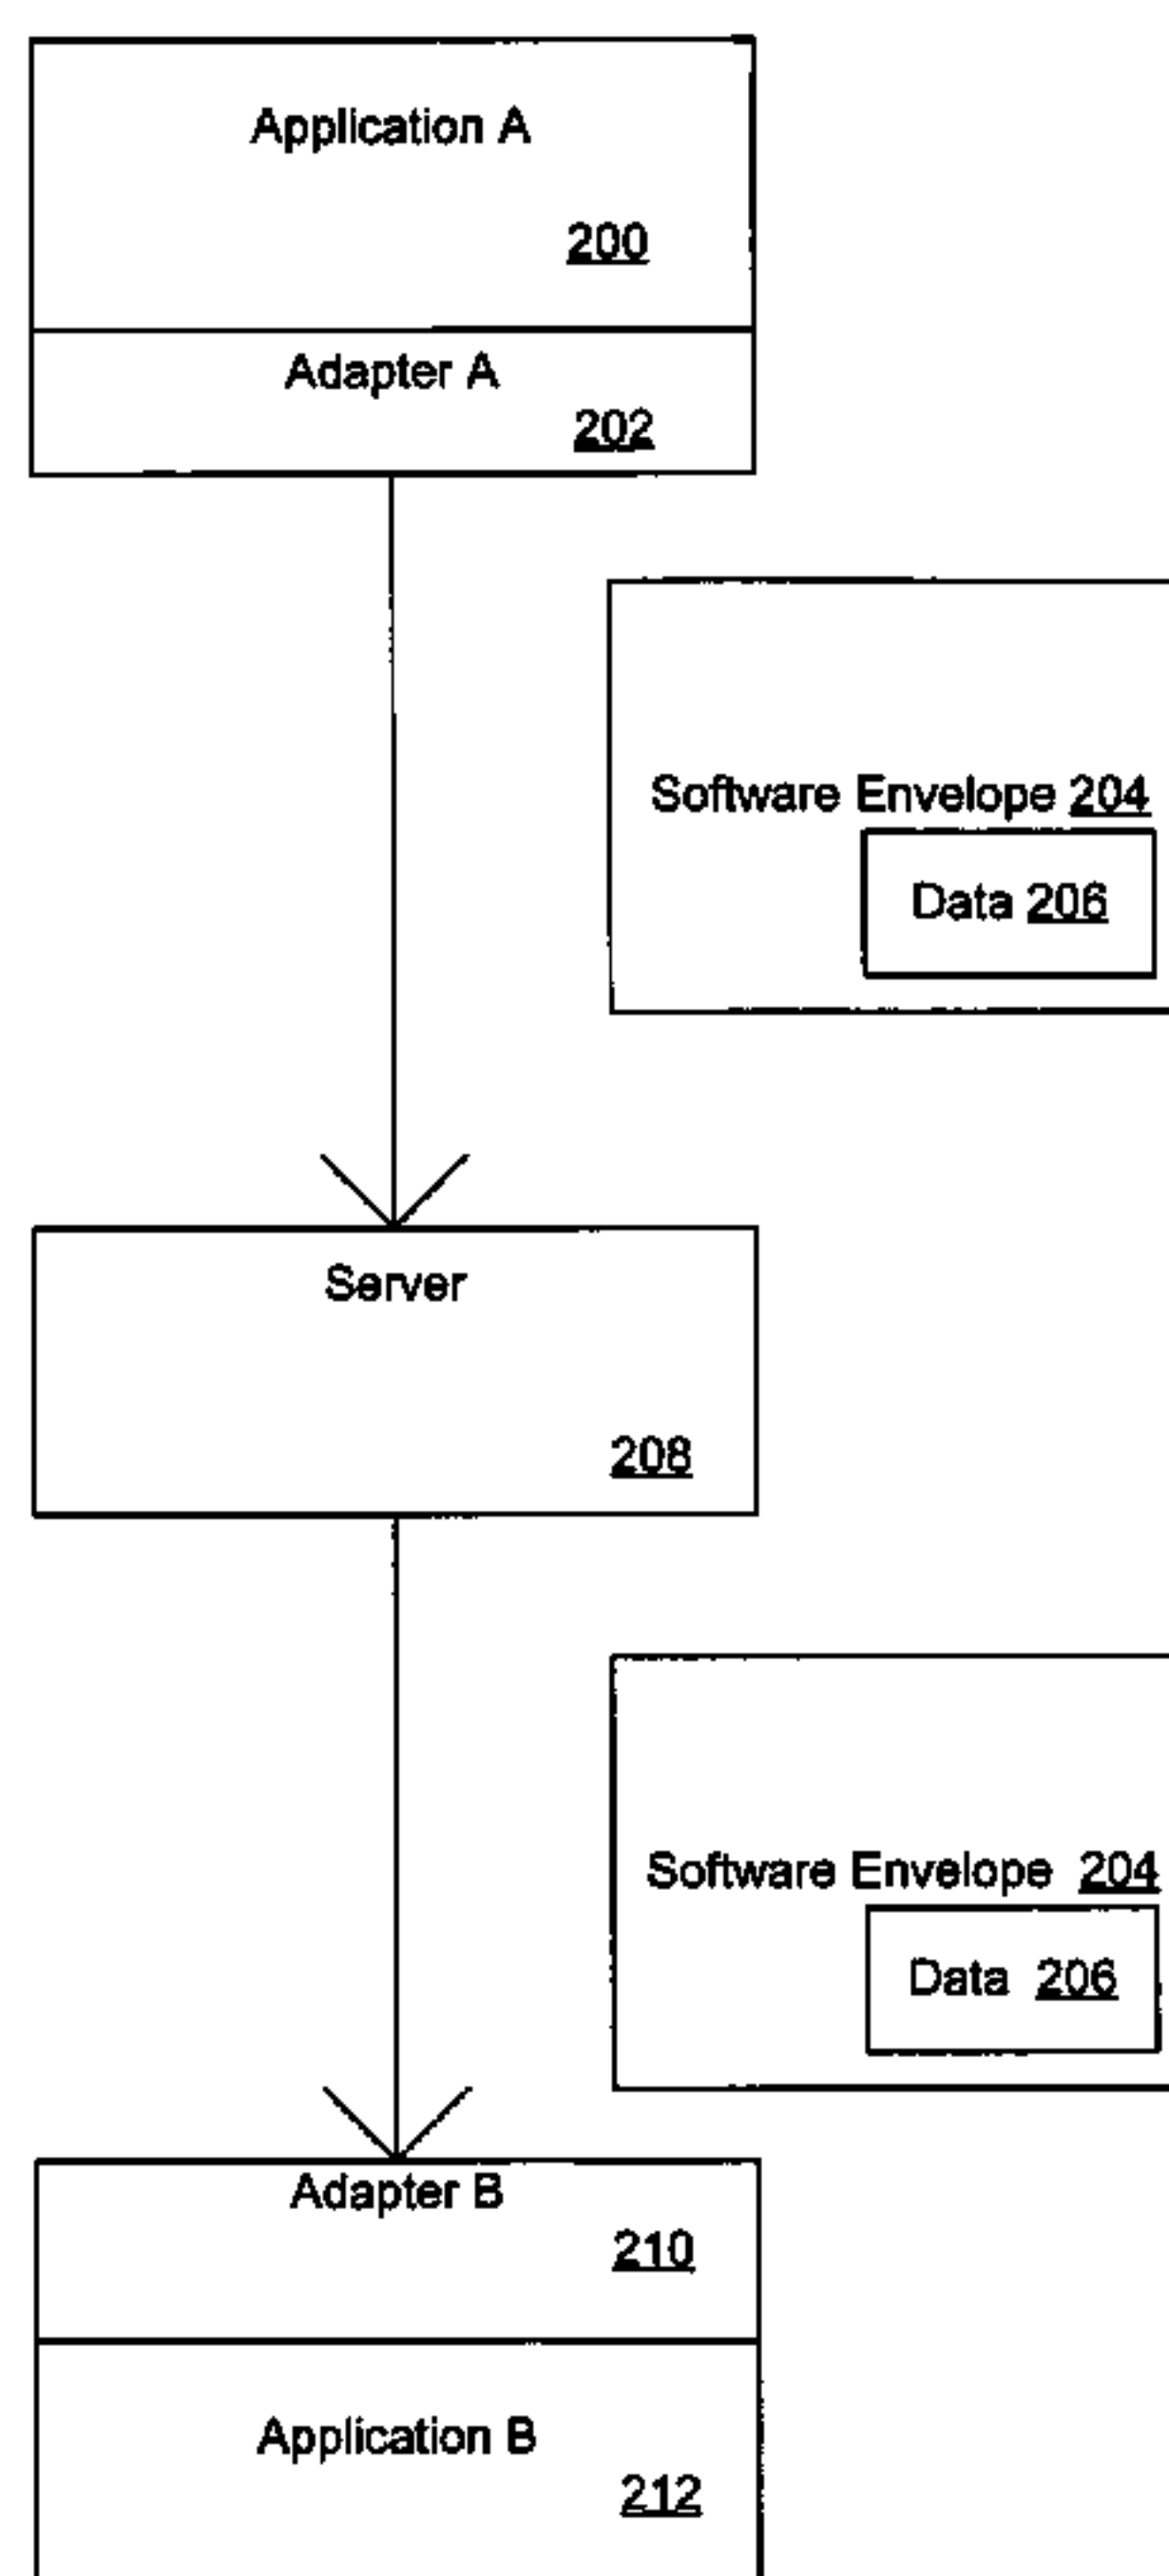 Application A
200
Adapter A
202
Software Envelope 204
Data 206
Server
208
Software Envelope 204
Data 206
Adapter B
210
Application B
212